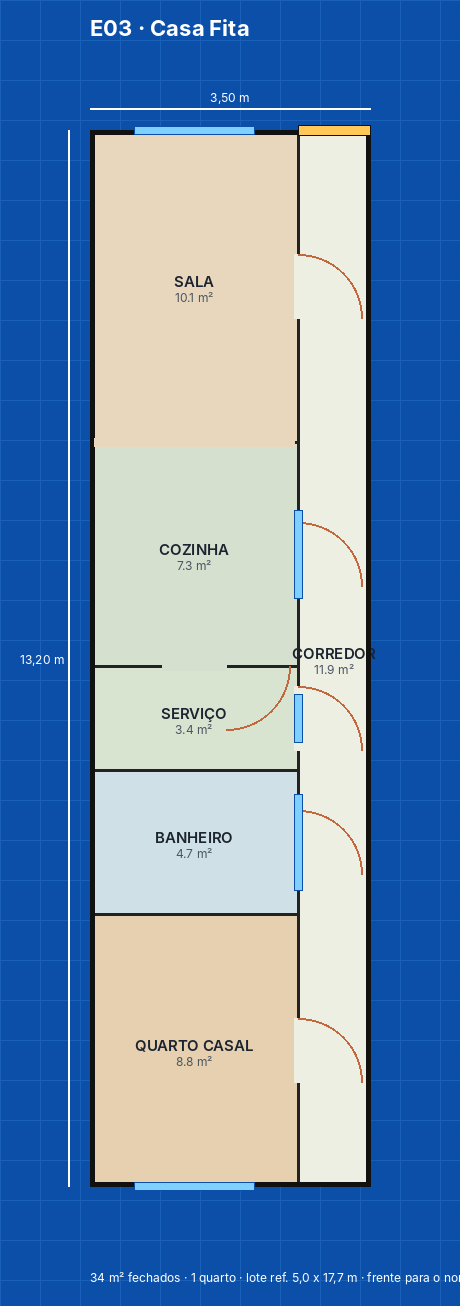 E03 · Casa Fita
3,50 m
SALA
10.1 m²
COZINHA
7.3 m²
CORREDOR
11.9 m²
13,20 m
SERVIÇO
3.4 m²
BANHEIRO
4.7 m²
QUARTO CASAL
8.8 m²
34 m² fechados · 1 quarto · lote ref. 5,0 x 17,7 m · frente para o nor